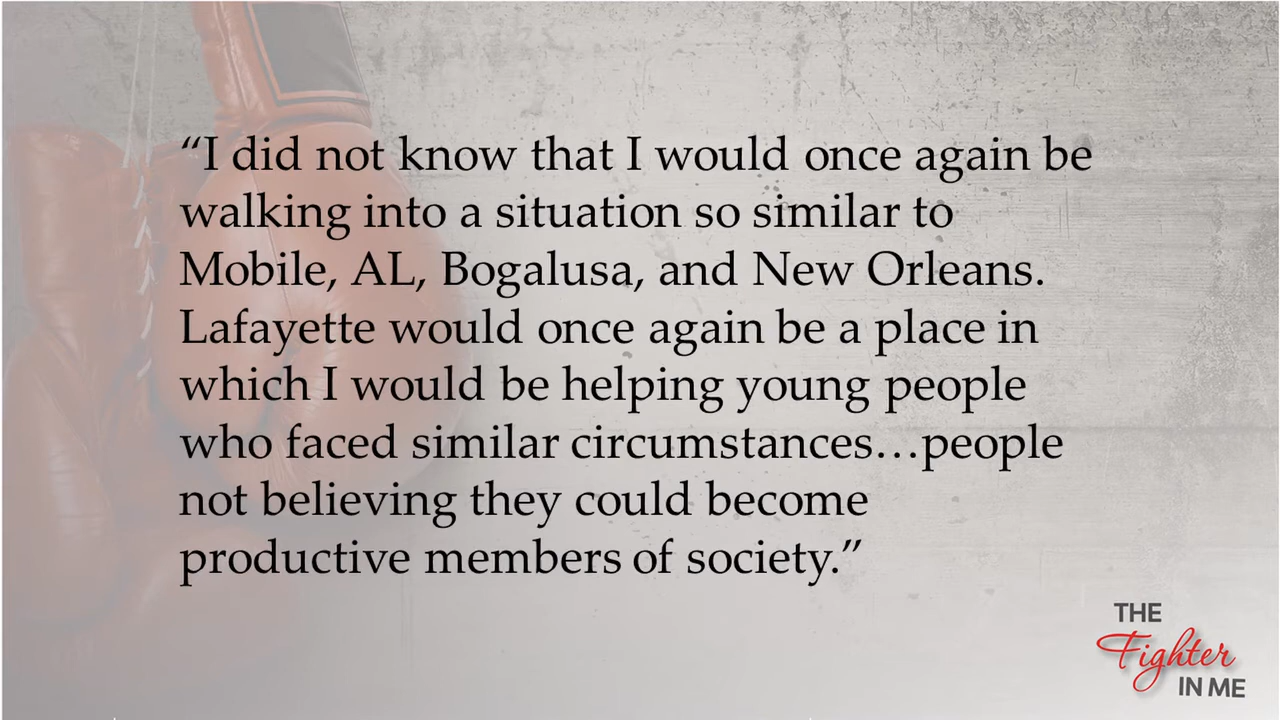 “I did not know that I would once again be
walking into a situation so similar to
Mobile, AL, Bogalusa, and New Orleans.
Lafayette would once again be a place in
which I would be helping young people
who faced similar circumstances…people
not believing they could become
productive members of society.”
THE
Fighter
IN ME